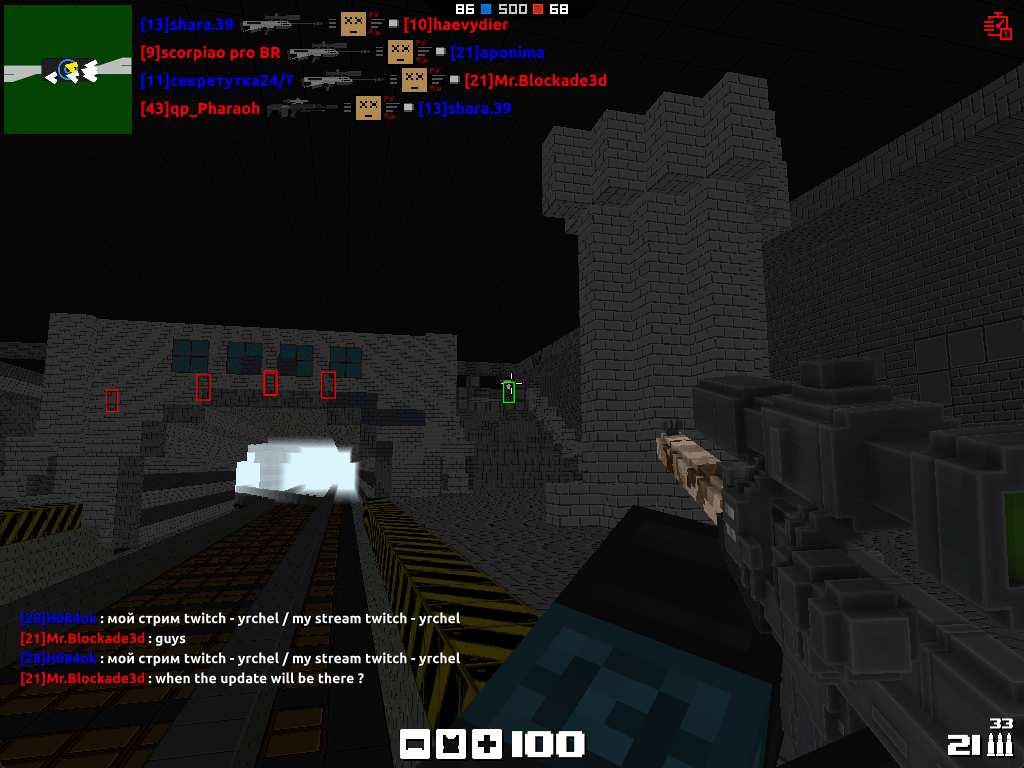 86 500 68
[13]shara.39 [10]haevydier
[9]scorpiao pro BR [21]aponima
[11]секретутка24/7 [21]Mr.Blockade3d
[43]qp_Pharaoh [13]shara.39
[28]H084ok : мой стрим twitch - yrchel / my stream twitch - yrchel
[21]Mr.Blockade3d : guys
[28]H084ok : мой стрим twitch - yrchel / my stream twitch - yrchel
[21]Mr.Blockade3d : when the update will be there ?
100
33
21